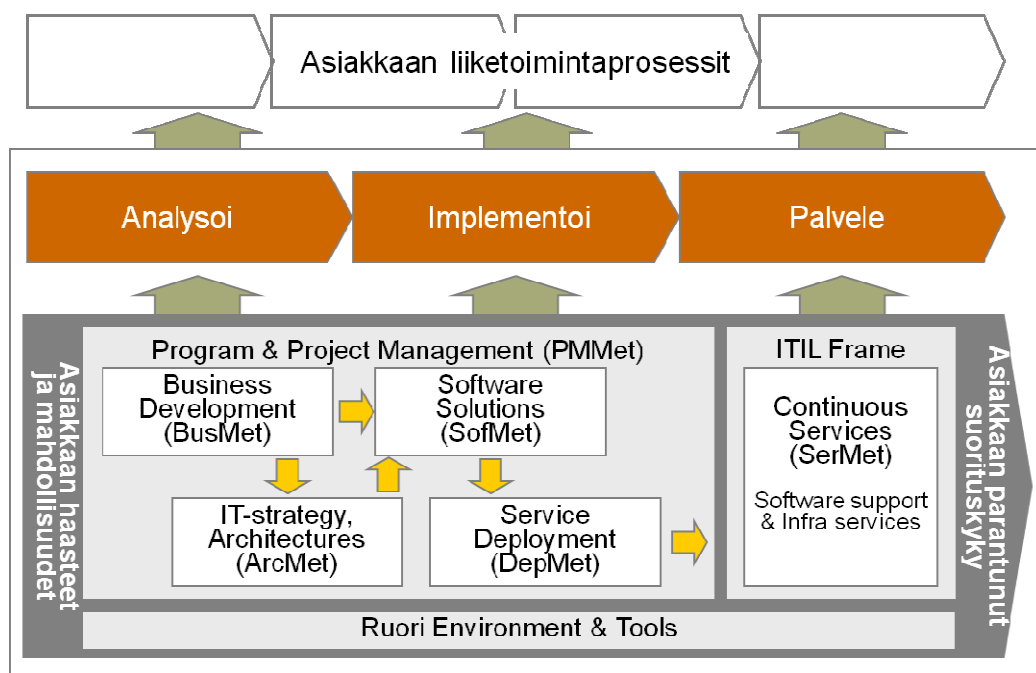 Asiakkaan liiketoimintaprosessit
Analysoi
Implementoi
Palvele
Asiakkaan haasteet
ja mahdollisuudet
Program & Project Management (PMMet)
Business
Development
(BusMet)
Software
Solutions
(SofMet)
IT-strategy,
Architectures
(ArcMet)
Service
Deployment
(DepMet)
ITIL Frame
Continuous
Services
(SerMet)
Software support
& Infra services
Asiakkaan parantunut
suorituskyky
Ruori Environment & Tools